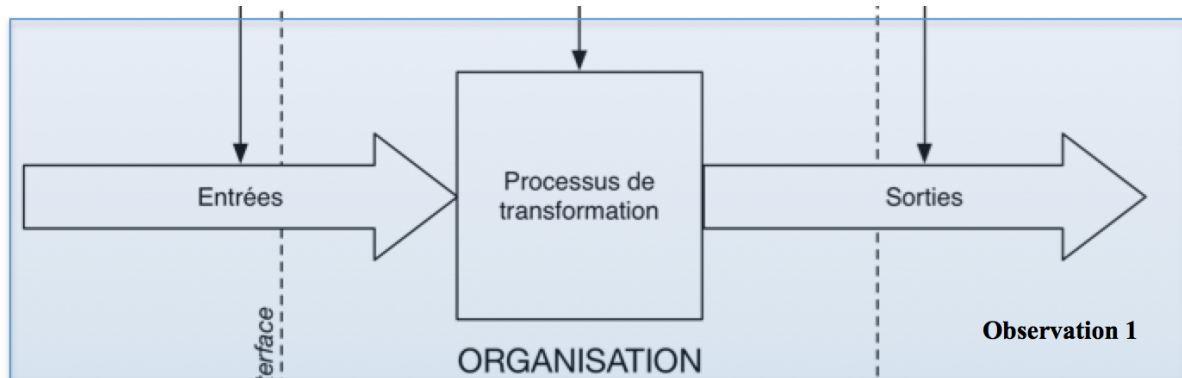 Entrées
Processus de
transformation
Sorties
Observation 1
ORGANISATION